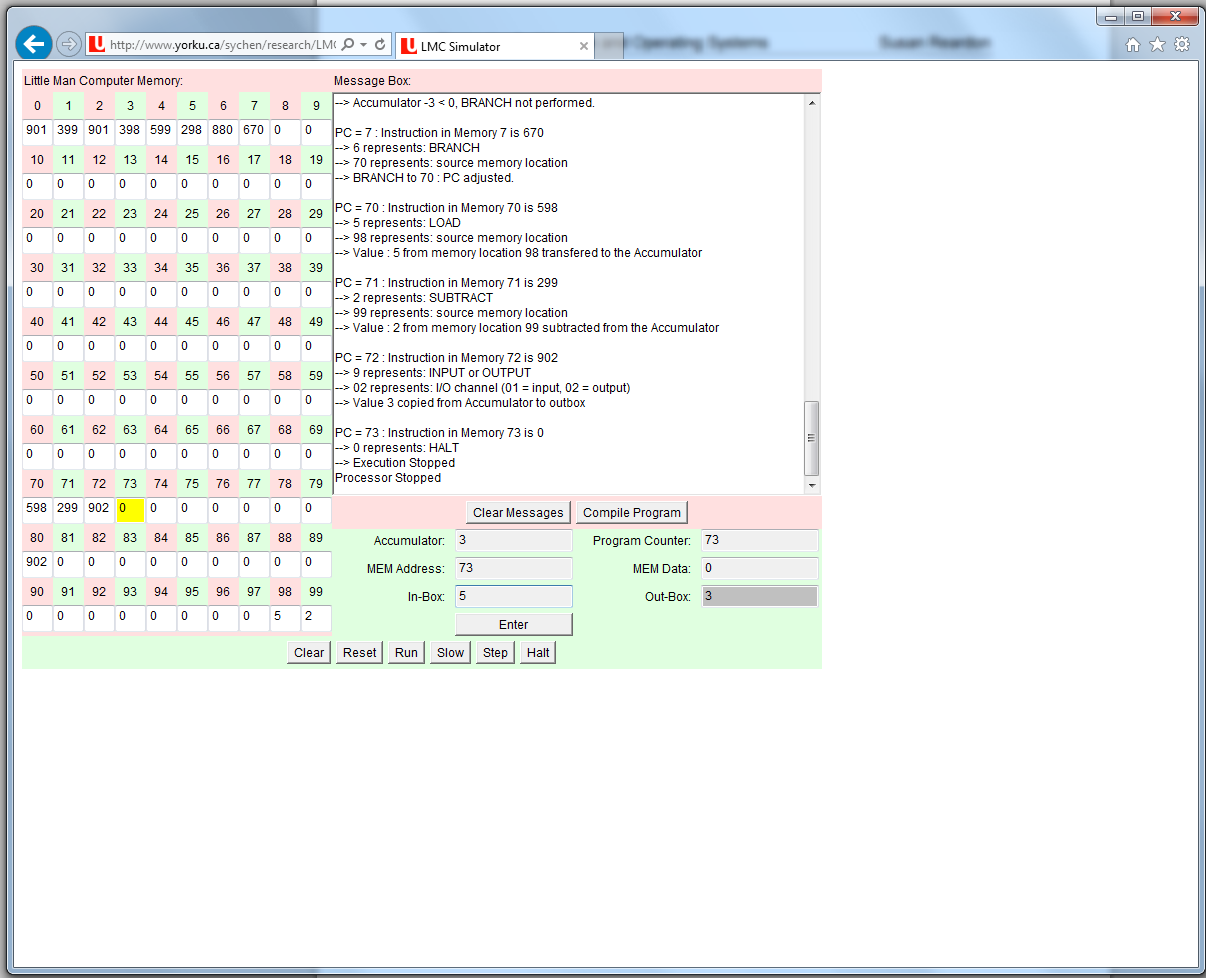 http://www.yorku.ca/sychen/research/LMC
LMC Simulator
and Operating Systems
Susan Reardon
Little Man Computer Memory:
Message Box:
0 1 2 3 4 5 6 7 8 9
901 399 901 398 599 298 880 670 0 0
10 11 12 13 14 15 16 17 18 19
0 0 0 0 0 0 0 0 0 0
20 21 22 23 24 25 26 27 28 29
0 0 0 0 0 0 0 0 0 0
30 31 32 33 34 35 36 37 38 39
0 0 0 0 0 0 0 0 0 0
40 41 42 43 44 45 46 47 48 49
0 0 0 0 0 0 0 0 0 0
50 51 52 53 54 55 56 57 58 59
0 0 0 0 0 0 0 0 0 0
60 61 62 63 64 65 66 67 68 69
0 0 0 0 0 0 0 0 0 0
70 71 72 73 74 75 76 77 78 79
598 299 902 0 0 0 0 0 0 0
80 81 82 83 84 85 86 87 88 89
902 0 0 0 0 0 0 0 0 0
90 91 92 93 94 95 96 97 98 99
0 0 0 0 0 0 0 0 5 2
--> Accumulator -3 < 0, BRANCH not performed.
PC = 7 : Instruction in Memory 7 is 670
--> 6 represents: BRANCH
--> 70 represents: source memory location
--> BRANCH to 70 : PC adjusted.
PC = 70 : Instruction in Memory 70 is 598
--> 5 represents: LOAD
--> 98 represents: source memory location
--> Value : 5 from memory location 98 transfered to the Accumulator
PC = 71 : Instruction in Memory 71 is 299
--> 2 represents: SUBTRACT
--> 99 represents: source memory location
--> Value : 2 from memory location 99 subtracted from the Accumulator
PC = 72 : Instruction in Memory 72 is 902
--> 9 represents: INPUT or OUTPUT
--> 02 represents: I/O channel (01 = input, 02 = output)
--> Value 3 copied from Accumulator to outbox
PC = 73 : Instruction in Memory 73 is 0
--> 0 represents: HALT
--> Execution Stopped
Processor Stopped
Clear Messages Compile Program
Accumulator: 3 Program Counter: 73
MEM Address: 73 MEM Data: 0
In-Box: 5 Out-Box: 3
Enter
Clear Reset Run Slow Step Halt